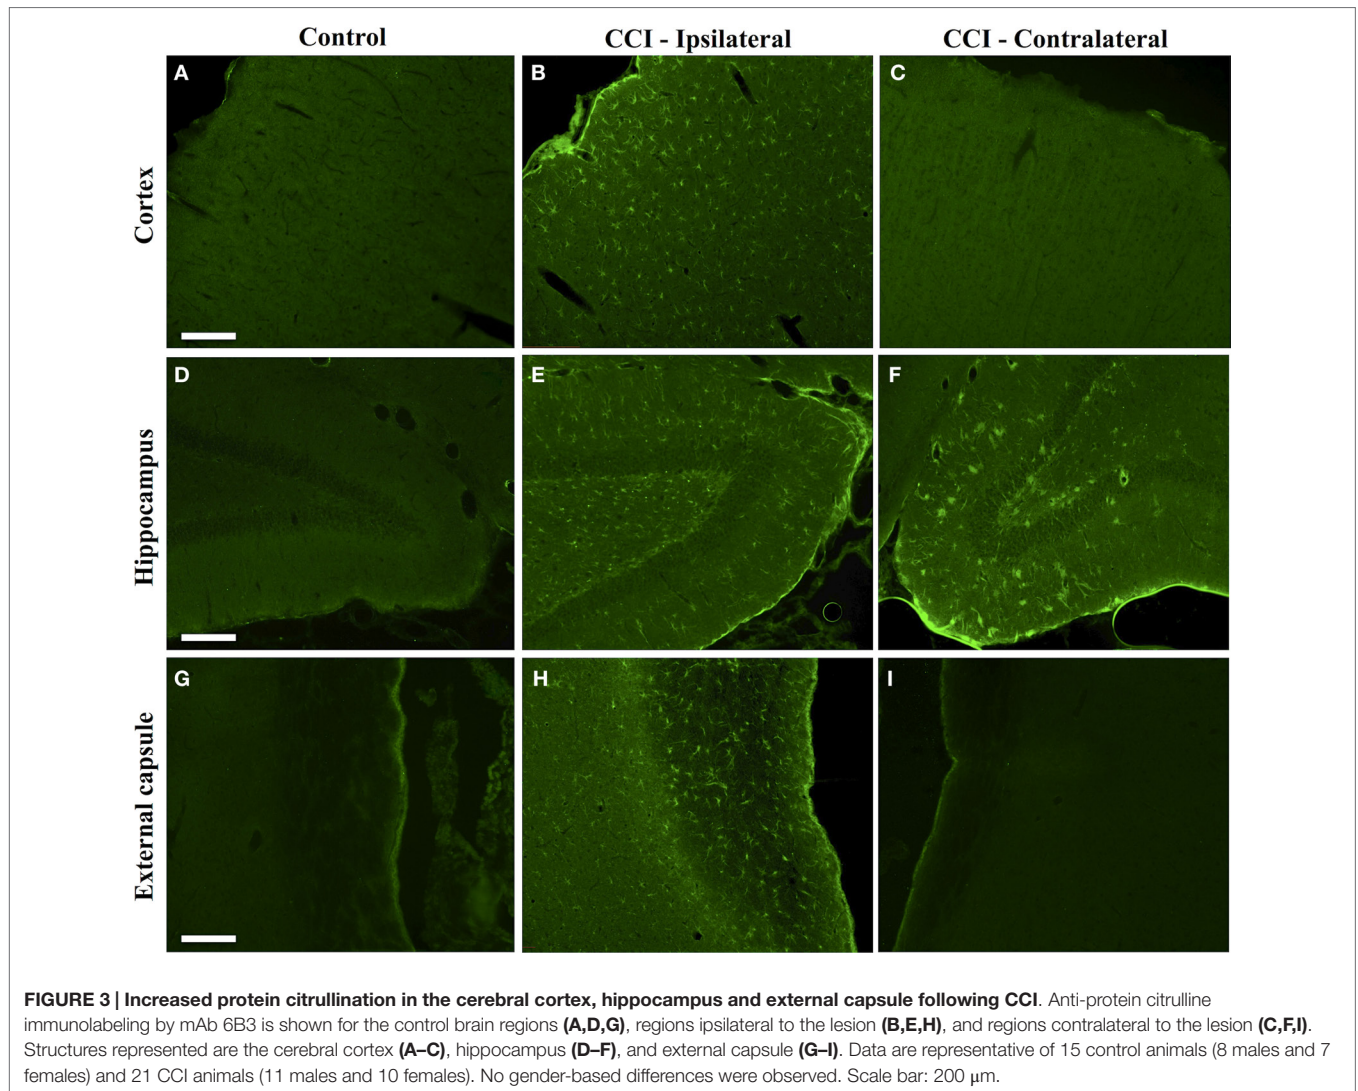 Control
CCI - Ipsilateral
CCI - Contralateral
Cortex
A
B
C
Hippocampus
D
E
F
External capsule
G
H
I
FIGURE 3 | Increased protein citrullination in the cerebral cortex, hippocampus and external capsule following CCI. Anti-protein citrulline
immunolabeling by mAb 6B3 is shown for the control brain regions (A,D,G), regions ipsilateral to the lesion (B,E,H), and regions contralateral to the lesion (C,F,I).
Structures represented are the cerebral cortex (A–C), hippocampus (D–F), and external capsule (G–I). Data are representative of 15 control animals (8 males and 7
females) and 21 CCI animals (11 males and 10 females). No gender-based differences were observed. Scale bar: 200 μm.